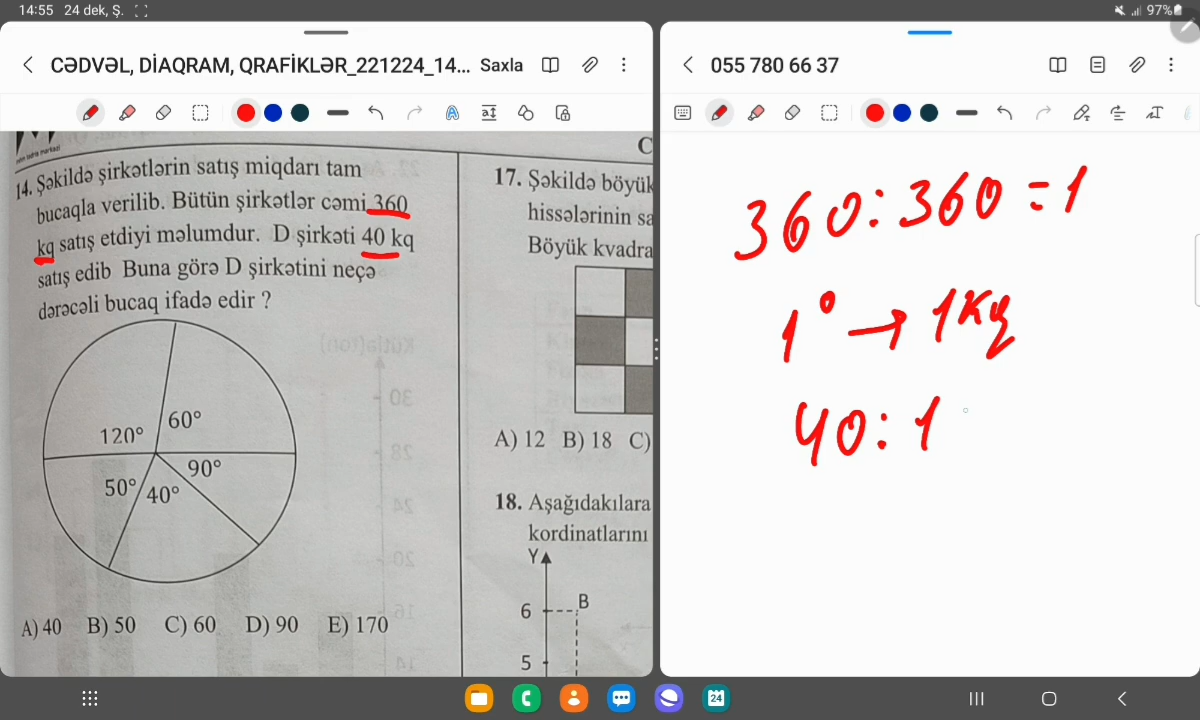 14:55 24 dek, Ş. 97%
CƏDVƏL, DİAQRAM, QRAFİKLƏR_221224_14... Saxla
14. Şəkildə şirkətlərin satış miqdarı tam
bucaqla verilib. Bütün şirkətlər cəmi 360
kq satış etdiyi məlumdur. D şirkəti 40 kq
satış edib Buna görə D şirkətini neçə
dərəcəli bucaq ifadə edir ?
60°
120°
90°
50° 40°
A) 40 B) 50 C) 60 D) 90 E) 170
C
17. Şəkildə böyük
hissələrinin sa
Böyük kvadra
A) 12 B) 18 C)
18. Aşağıdakılara
kordinatlarını
Y
6 B
5
055 780 66 37
360:360=1
1° → 1kq
40:1
24